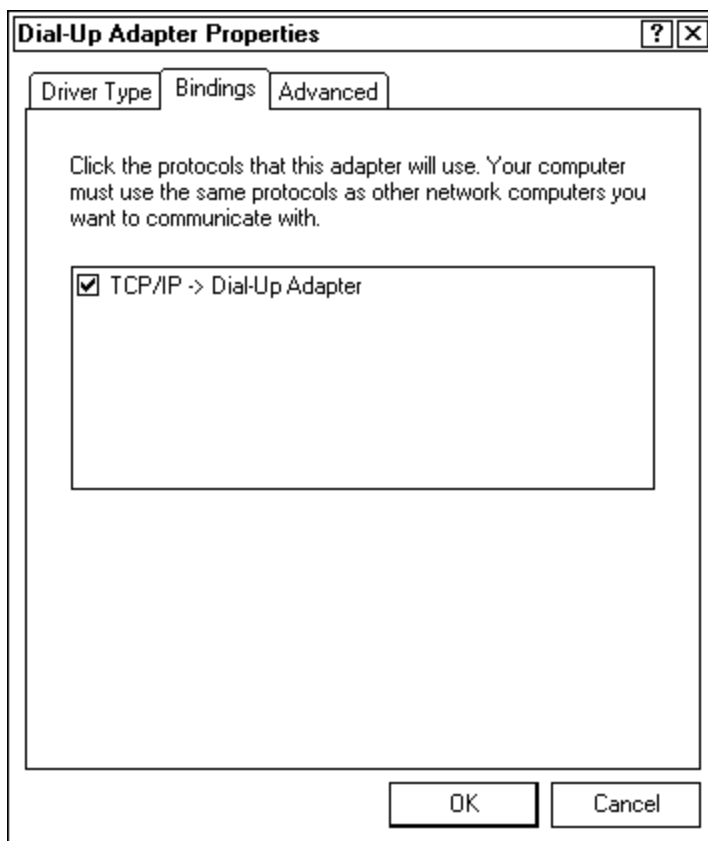 Dial-Up Adapter Properties
Driver Type
Bindings
Advanced
Click the protocols that this adapter will use. Your computer
must use the same protocols as other network computers you
want to communicate with.
TCP/IP -> Dial-Up Adapter
OK
Cancel